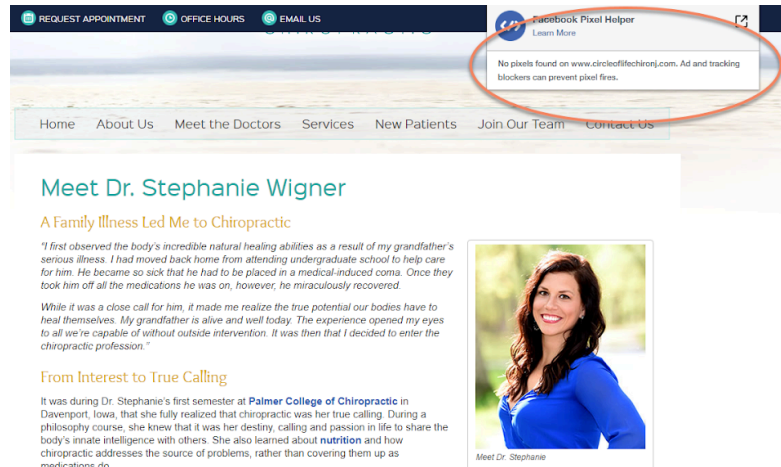 REQUEST APPOINTMENT OFFICE HOURS EMAIL US
Facebook Pixel Helper
Learn More
No pixels found on www.circleoflifechironj.com. Ad and tracking
blockers can prevent pixel fires.
Home About Us Meet the Doctors Services New Patients Join Our Team Contact Us
Meet Dr. Stephanie Wigner
A Family Illness Led Me to Chiropractic
"I first observed the body's incredible natural healing abilities as a result of my grandfather's
serious illness. I had moved back home from attending undergraduate school to help care
for him. He became so sick that he had to be placed in a medical-induced coma. Once they
took him off all the medications he was on, however, he miraculously recovered.
While it was a close call for him, it made me realize the true potential our bodies have to
heal themselves. My grandfather is alive and well today. The experience opened my eyes
to all we're capable of without outside intervention. It was then that I decided to enter the
chiropractic profession."
From Interest to True Calling
It was during Dr. Stephanie's first semester at Palmer College of Chiropractic in
Davenport, Iowa, that she fully realized that chiropractic was her true calling. During a
philosophy course, she knew that it was her destiny, calling and passion in life to share the
body's innate intelligence with others. She also learned about nutrition and how
chiropractic addresses the source of problems, rather than covering them up as
medications do.
Meet Dr. Stephanie